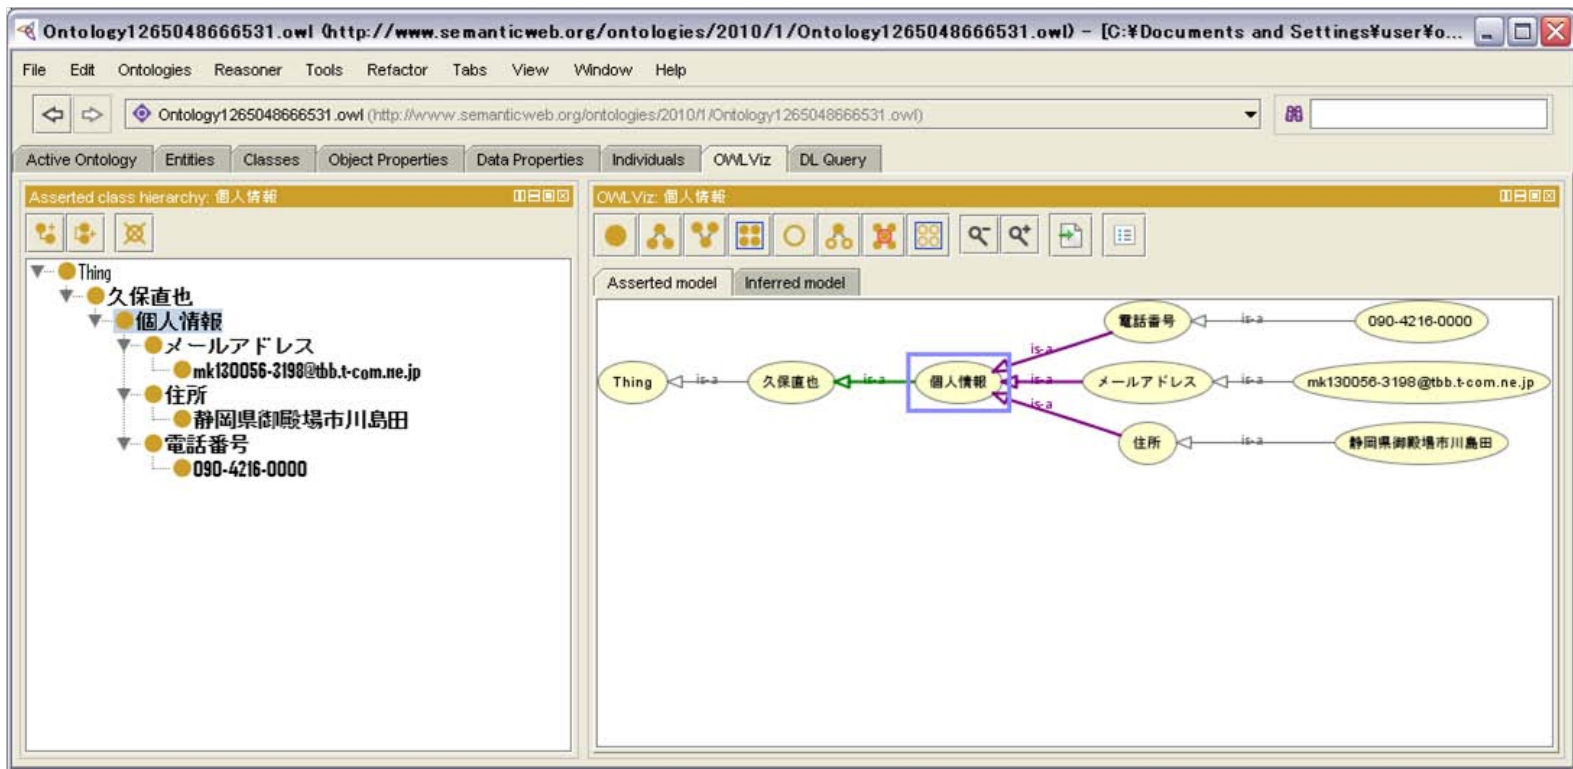 Ontology1265048666531.owl (http://www.semanticweb.org/ontologies/2010/1/Ontology1265048666531.owl) - [C:¥Documents and Settings¥user¥o...
File Edit Ontologies Reasoner Tools Refactor Tabs View Window Help
Ontology1265048666531.owl (http://www.semanticweb.org/ontologies/2010/1/Ontology1265048666531.owl)
Active Ontology Entities Classes Object Properties Data Properties Individuals OWLViz DL Query
Asserted class hierarchy: 個人情報
Thing
久保直也
個人情報
メールアドレス
mk130056-3198@tbb.t-com.ne.jp
住所
静岡県御殿場市川島田
電話番号
090-4216-0000
OWLViz: 個人情報
Asserted model Inferred model
電話番号 is-a 090-4216-0000
is-a
Thing is-a 久保直也 is-a 個人情報 is-a メールアドレス is-a mk130056-3198@tbb.t-com.ne.jp
is-a
住所 is-a 静岡県御殿場市川島田